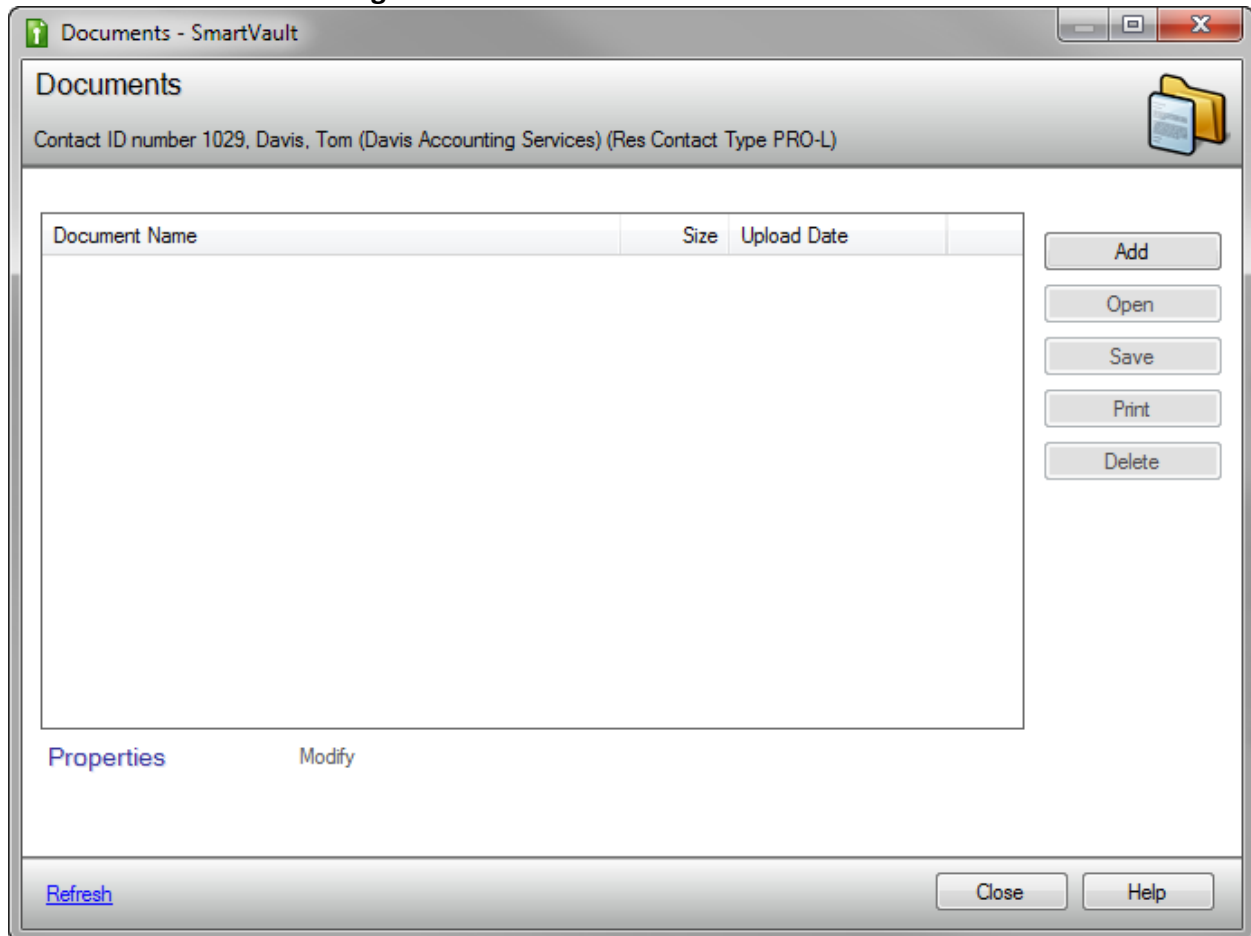 Documents - SmartVault
Documents
Contact ID number 1029, Davis, Tom (Davis Accounting Services) (Res Contact Type PRO-L)
Document Name Size Upload Date
Add
Open
Save
Print
Delete
Properties Modify
Refresh Close Help